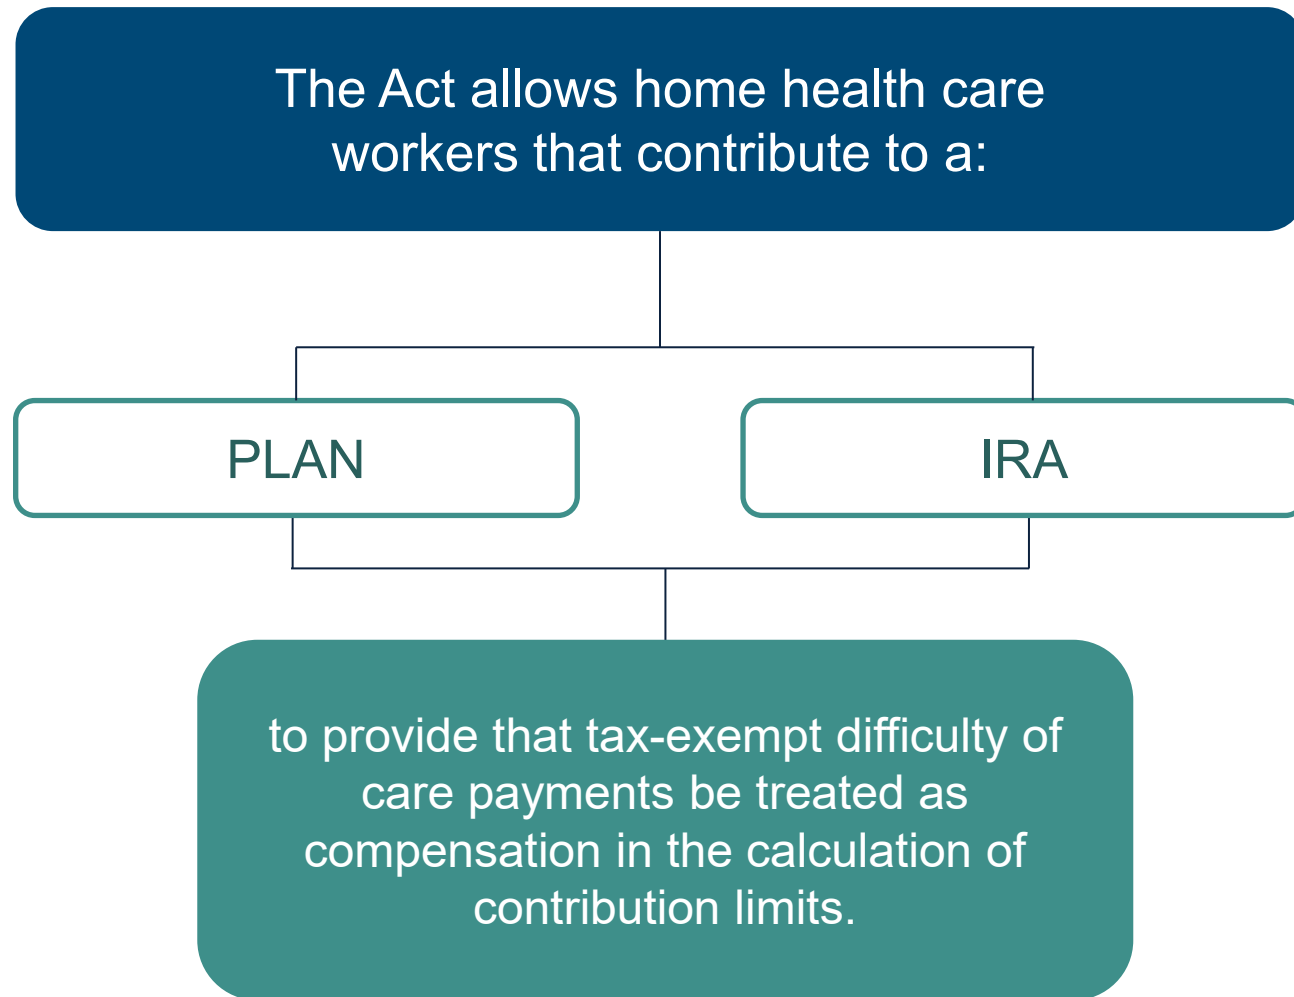 The Act allows home health care
workers that contribute to a:
PLAN
IRA
to provide that tax-exempt difficulty of
care payments be treated as
compensation in the calculation of
contribution limits.